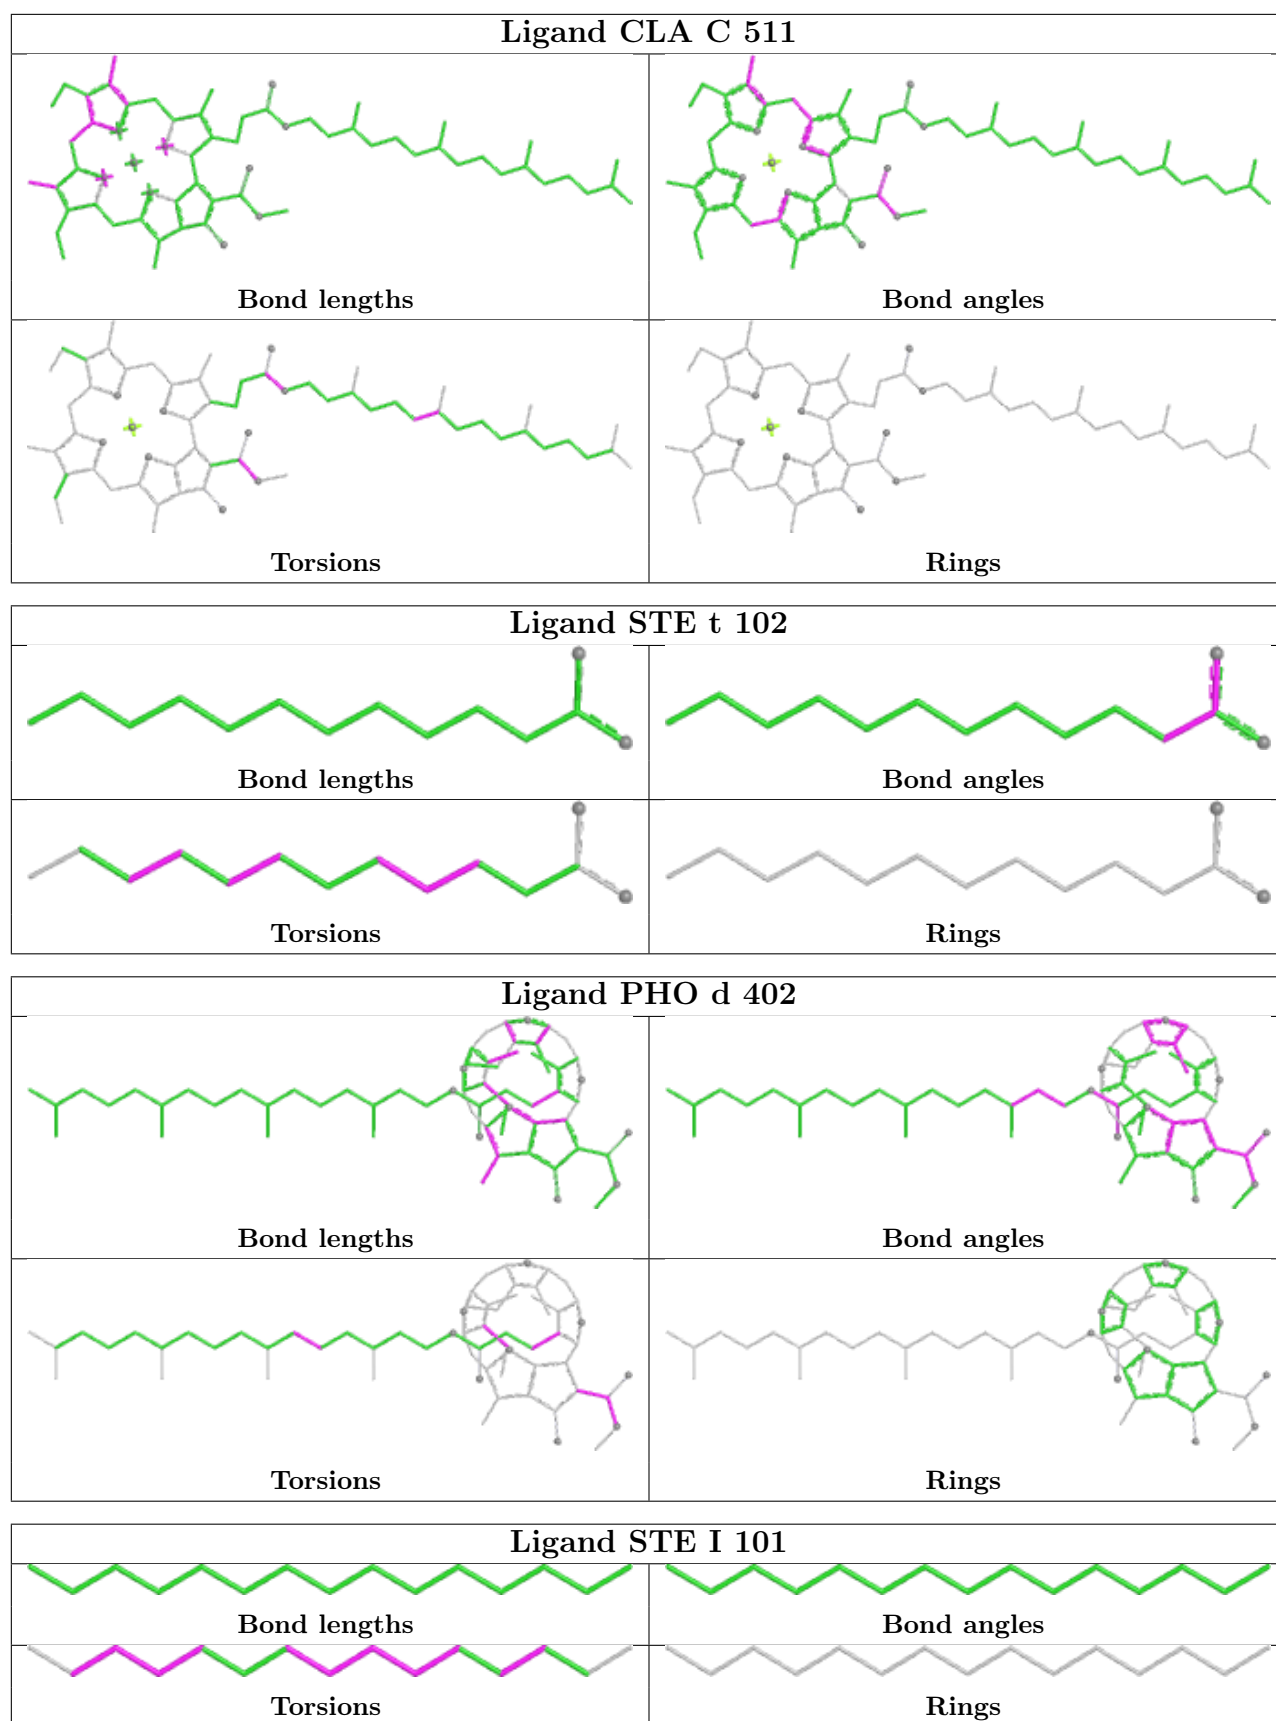 Ligand CLA C 511
Bond lengths
Bond angles
Torsions
Rings
Ligand STE t 102
Bond lengths
Bond angles
Torsions
Rings
Ligand PHO d 402
Bond lengths
Bond angles
Torsions
Rings
Ligand STE I 101
Bond lengths
Bond angles
Torsions
Rings